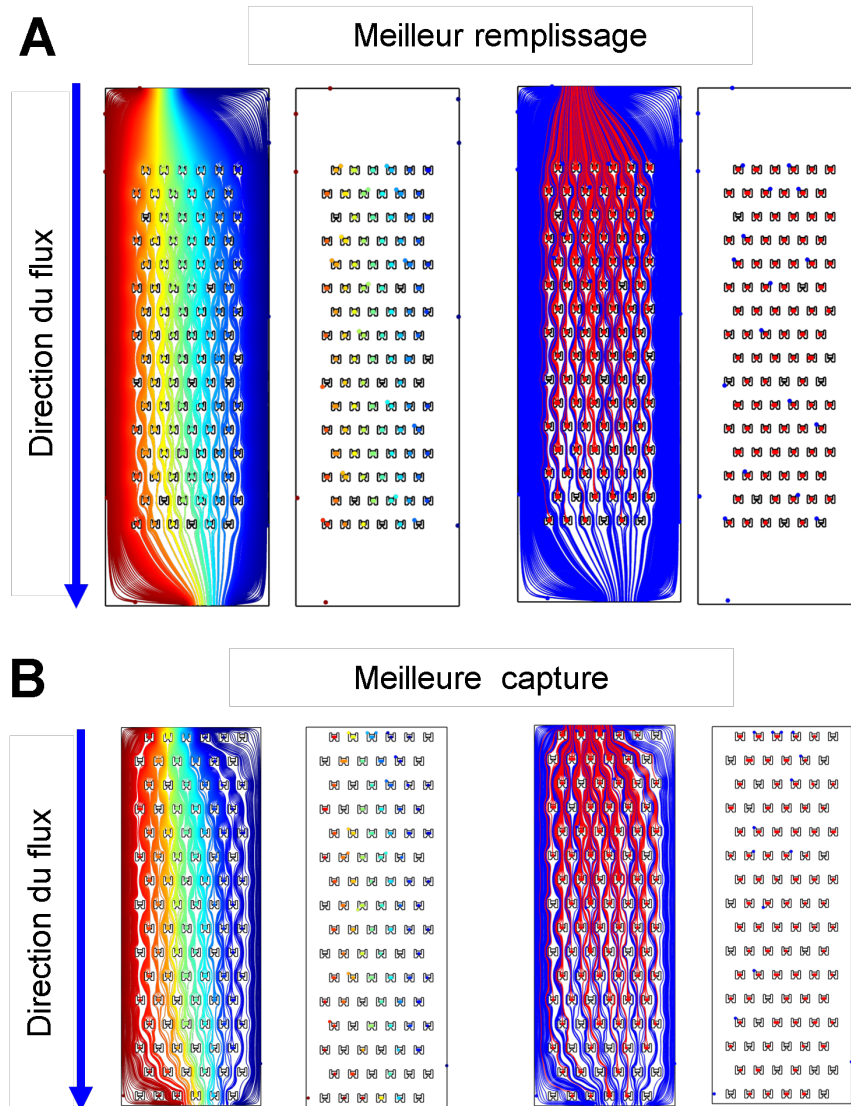 A
Meilleur remplissage
Direction du flux
B
Meilleure capture
Direction du flux